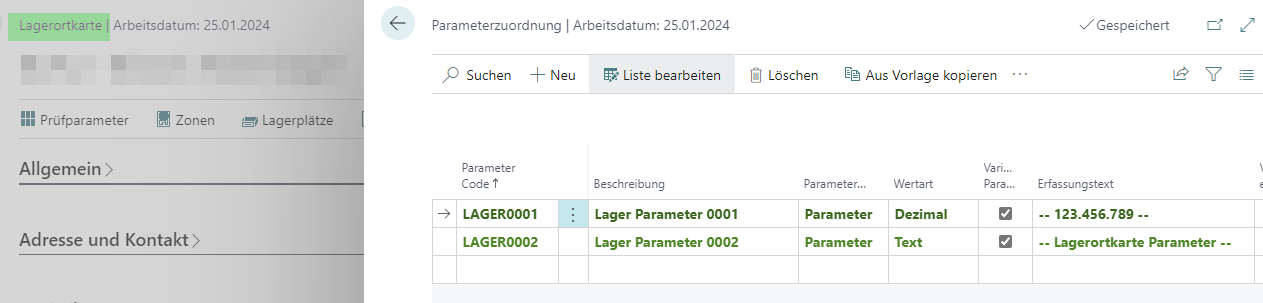 Lagerortkarte | Arbeitsdatum: 25.01.2024
Prüfparameter Zonen Lagerplätze
Allgemein
Adresse und Kontakt
Parameterzuordnung | Arbeitsdatum: 25.01.2024 Gespeichert
Suchen Neu Liste bearbeiten Löschen Aus Vorlage kopieren ...
Parameter Code ↑ Beschreibung Parameter... Wertart Vari... Para... Erfassungstext
LAGER0001 Lager Parameter 0001 Parameter Dezimal -- 123.456.789 --
LAGER0002 Lager Parameter 0002 Parameter Text -- Lagerortkarte Parameter --